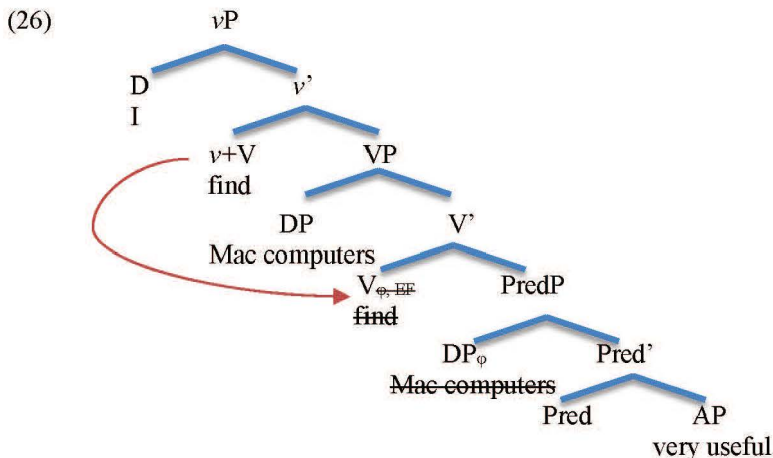 (26)
vP
D v’
I
v+V VP
find
DP V’
Mac computers
Vφ, EF PredP
find
DPφ Pred’
Mac computers
Pred AP
very useful